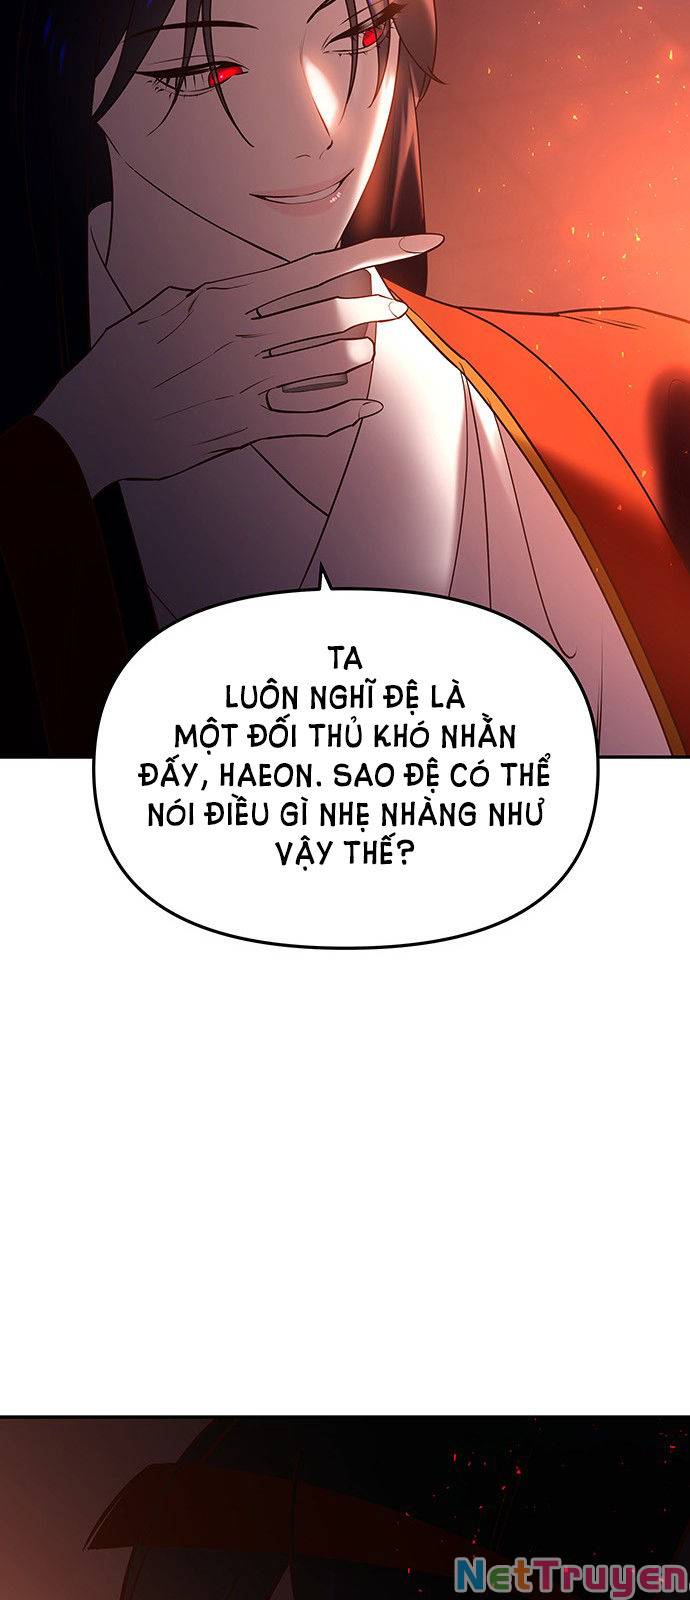 TA
LUÔN NGHĨ ĐỆ LÀ
MỘT ĐỐI THỦ KHÓ NHẰN
ĐẤY, HAEON. SAO ĐỆ CÓ THỂ
NÓI ĐIỀU GÌ NHẸ NHÀNG NHƯ
VẬY THẾ?
NetTruyen